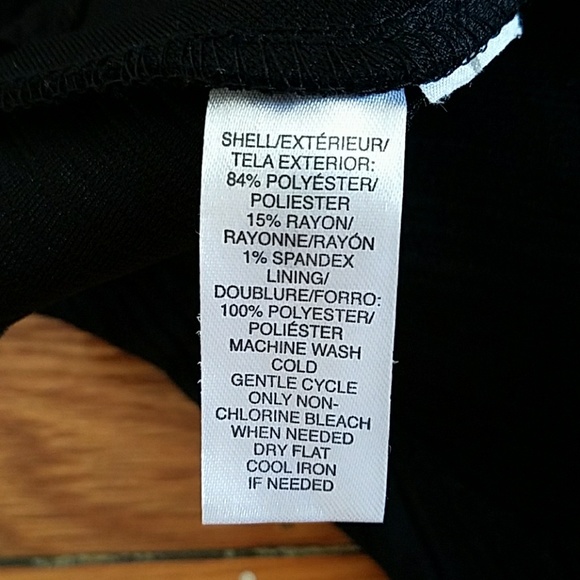 SHELL/EXTÉRIEUR/
TELA EXTERIOR:
84% POLYÉSTER/
POLIESTER
15% RAYON/
RAYONNE/RAYÓN
1% SPANDEX
LINING/
DOUBLURE/FORRO:
100% POLYESTER/
POLIÉSTER
MACHINE WASH
COLD
GENTLE CYCLE
ONLY NON-
CHLORINE BLEACH
WHEN NEEDED
DRY FLAT
COOL IRON
IF NEEDED